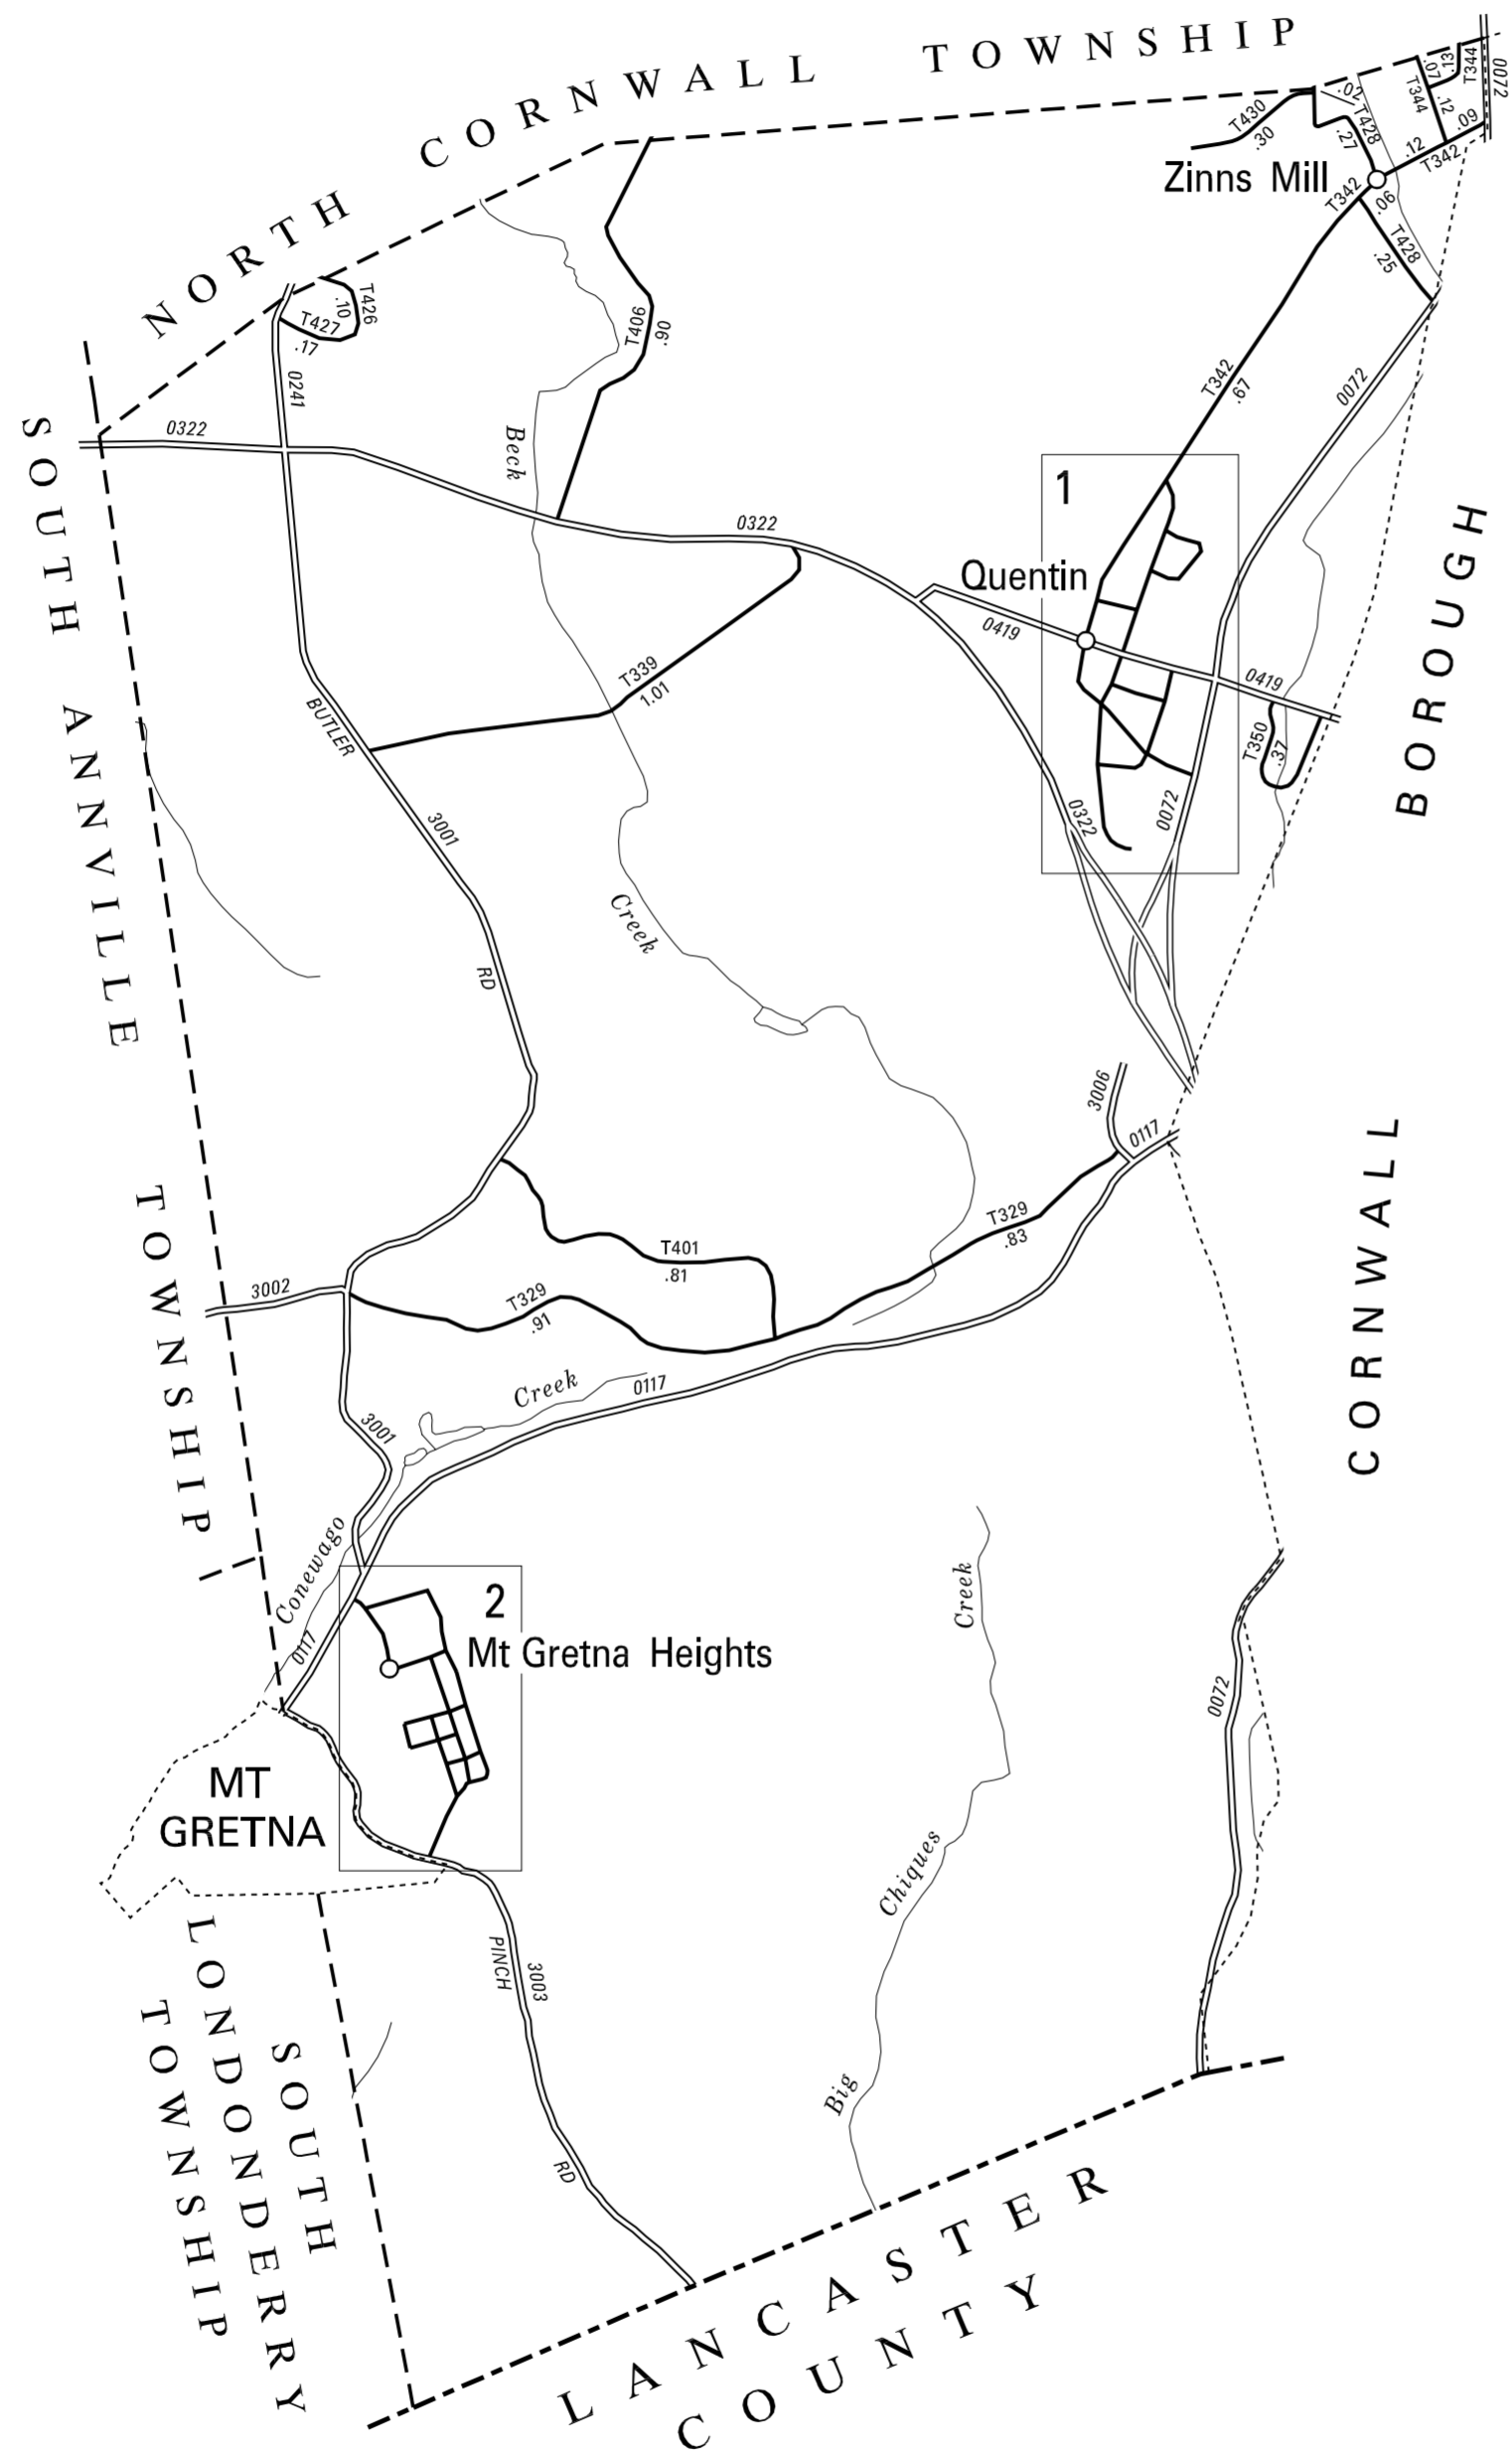 NORTH CORNWALL TOWNSHIP
0072
T344
.13
.07
T344
.12
.09
T342
.12
.02
T428
.27
T430
.30
Zinns Mill
T342
.06
T428
.25
T342
.67
0072
T426
.10
T427
.17
0241
T406
.90
0322
Beck
0322
1
Quentin
0419
0419
T350
.37
0322
0072
T339
1.01
BUTLER
3001
RD
Creek
SOUTH ANNVILLE TOWNSHIP
CORNWALL BOROUGH
3006
0117
T329
.83
T401
.81
T329
.91
3002
3001
Creek
0117
Conewago
0117
2
Mt Gretna Heights
MT
GRETNA
Creek
Chiques
Big
0072
PINCH
3003
RD
SOUTH
LONDONDERRY
TOWNSHIP
LANCASTER
COUNTY